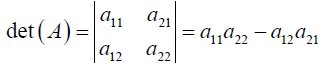 det(A) = | a₁₁ a₂₁ | = a₁₁a₂₂ − a₁₂a₂₁
| a₁₂ a₂₂ |